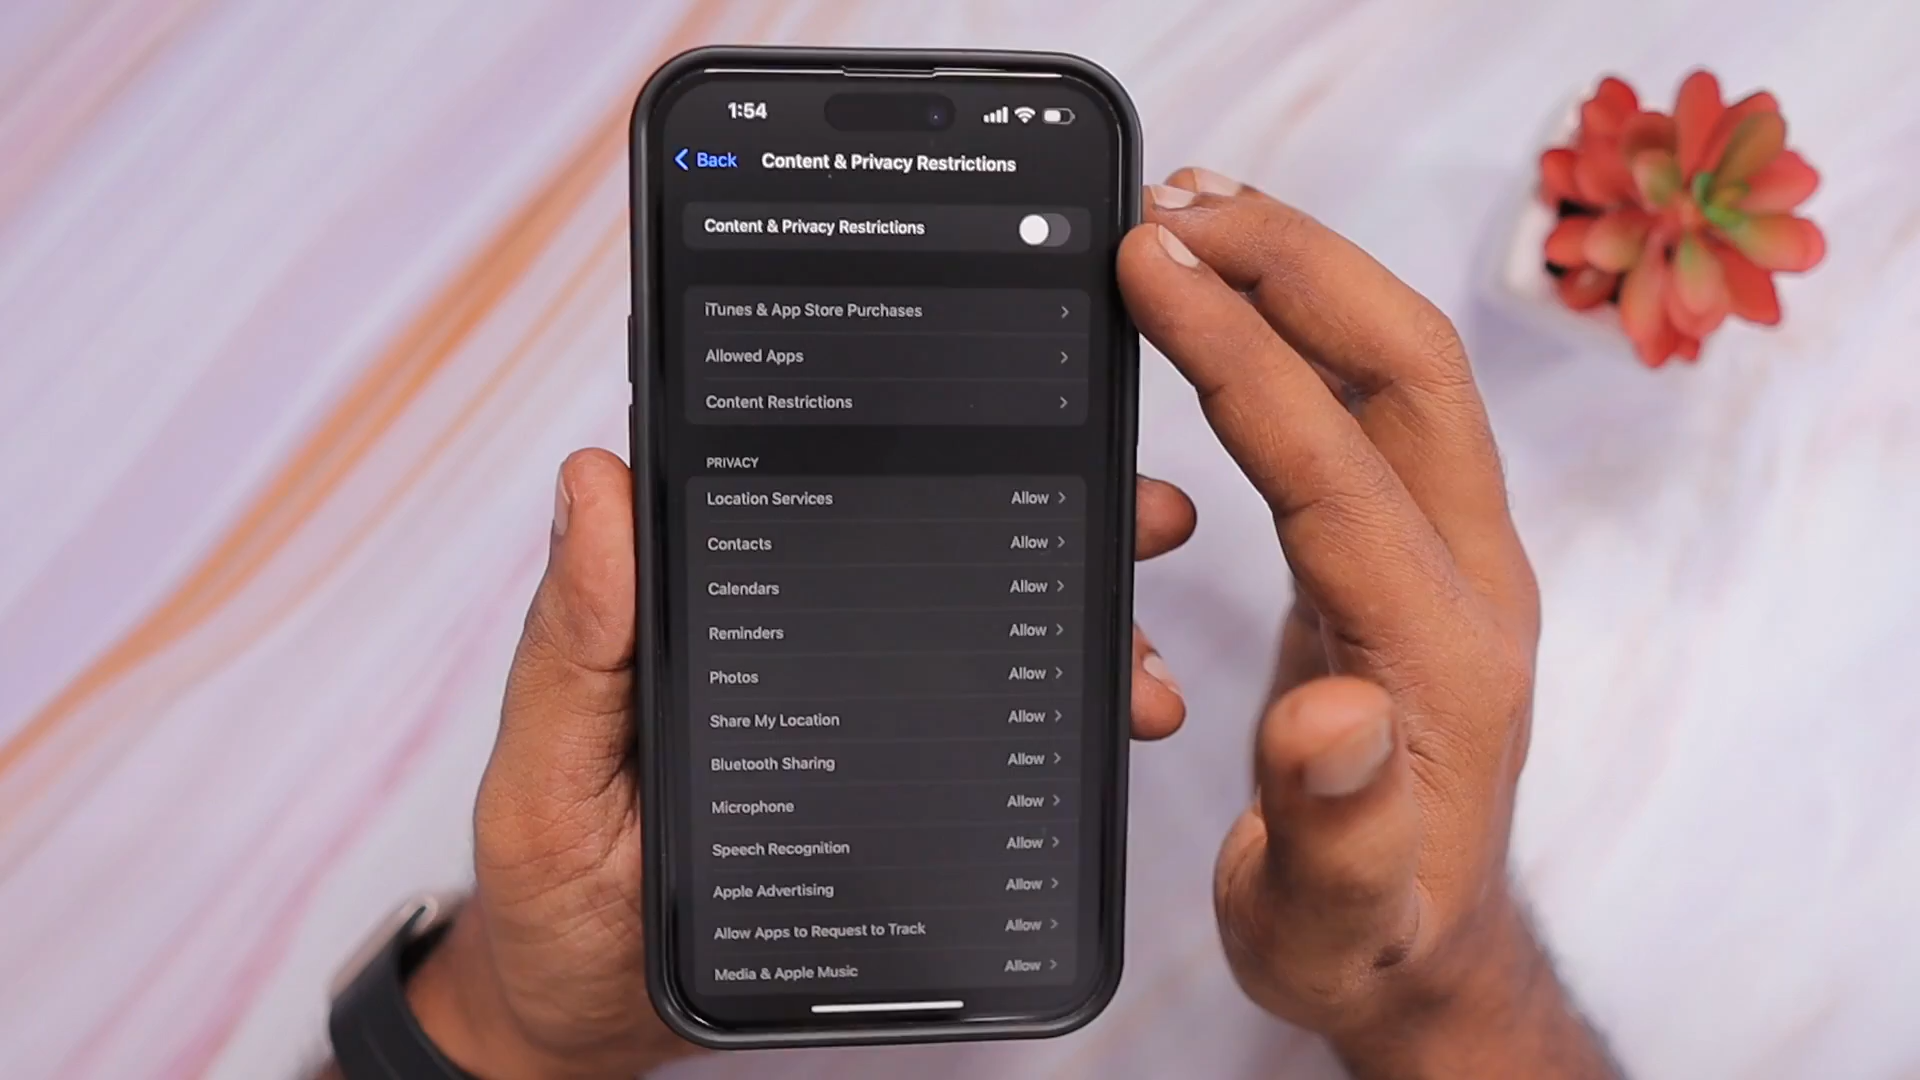 1:54
Back Content & Privacy Restrictions
Content & Privacy Restrictions
iTunes & App Store Purchases
Allowed Apps
Content Restrictions
PRIVACY
Location Services Allow
Contacts Allow
Calendars Allow
Reminders Allow
Photos Allow
Share My Location Allow
Bluetooth Sharing Allow
Microphone Allow
Speech Recognition Allow
Apple Advertising Allow
Allow Apps to Request to Track Allow
Media & Apple Music Allow